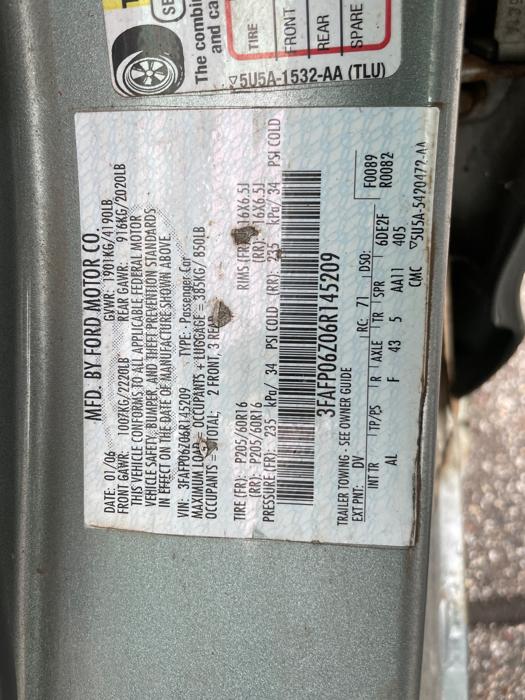 The combi
and ca
TIRE
FRONT
REAR
SPARE
5U5A-1532-AA (TLU)
MFD. BY FORD MOTOR CO.
DATE: 01/06 GVWR: 1901KG/4190LB
FRONT GAWR: 1007KG/2220LB REAR GAWR: 916KG/2020LB
THIS VEHICLE CONFORMS TO ALL APPLICABLE FEDERAL MOTOR
VEHICLE SAFETY, BUMPER, AND THEFT PREVENTION STANDARDS
IN EFFECT ON THE DATE OF MANUFACTURE SHOWN ABOVE
VIN: 3FAFP06Z06R145209 TYPE: Passenger Car
MAXIMUM LOAD= OCCUPANTS + LUGGAGE = 385KG/ 850LB
OCCUPANTS = TOTAL; 2 FRONT, 3 REAR
TIRE (FR): P205/60R16 RIMS (FR): 16X6.5J
(RR): P205/60R16 (RR): 16X6.5J
PRESSURE (FR): 235 kPa/ 34 PSI COLD (RR): 235 kPa/ 34 PSI COLD
3FAFP06Z06R145209
TRAILER TOWING - SEE OWNER GUIDE
F0089
R0082
EXT PNT: DV RC: 71 DSO:
INT TR TP/PS R AXLE TR SPR 6DE2F
AL F 43 5 AA11 405
CMC 5U5A-5420472-AA